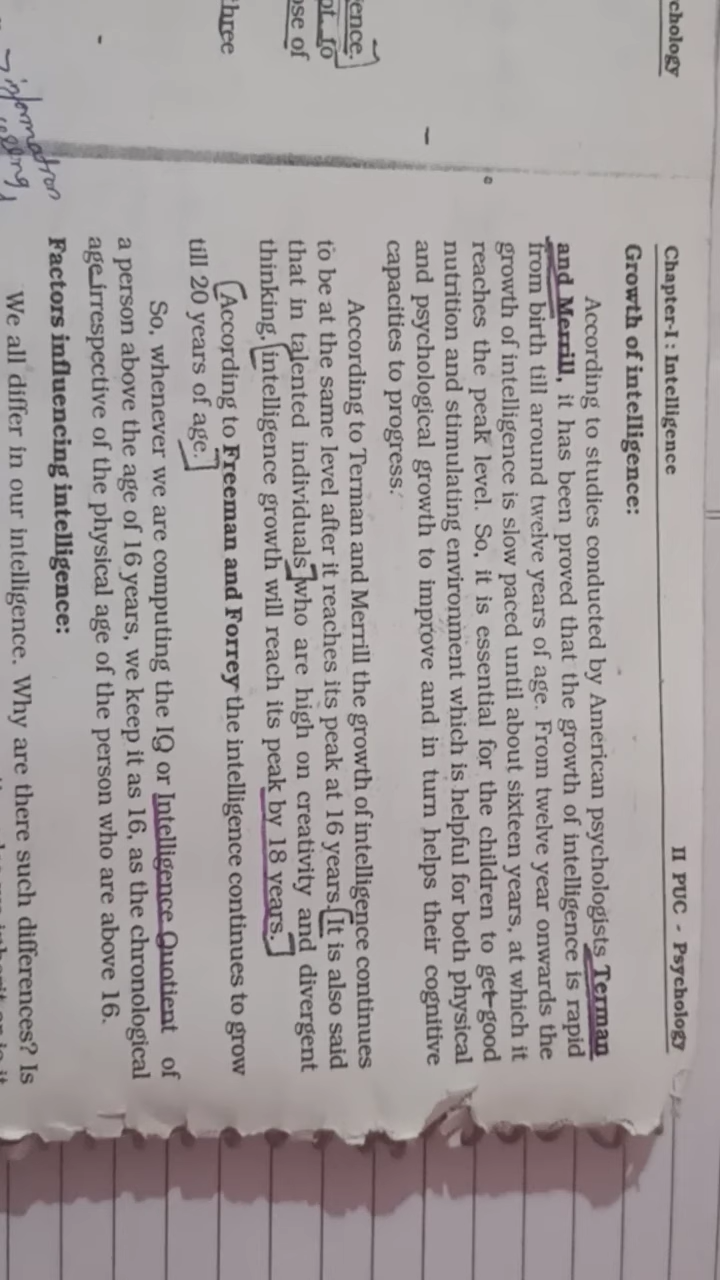 chology
ence.
pt to
ose of
hree
information
Chapter-I : Intelligence II PUC - Psychology
Growth of intelligence:
According to studies conducted by American psychologists Terman
and Merrill, it has been proved that the growth of intelligence is rapid
from birth till around twelve years of age. From twelve year onwards the
growth of intelligence is slow paced until about sixteen years, at which it
reaches the peak level. So, it is essential for the children to get good
nutrition and stimulating environment which is helpful for both physical
and psychological growth to improve and in turn helps their cognitive
capacities to progress.
According to Terman and Merrill the growth of intelligence continues
to be at the same level after it reaches its peak at 16 years. It is also said
that in talented individuals who are high on creativity and divergent
thinking, intelligence growth will reach its peak by 18 years.
According to Freeman and Forrey the intelligence continues to grow
till 20 years of age.
So, whenever we are computing the IQ or Intelligence Quotient of
a person above the age of 16 years, we keep it as 16, as the chronological
age irrespective of the physical age of the person who are above 16.
Factors influencing intelligence:
We all differ in our intelligence. Why are there such differences? Is